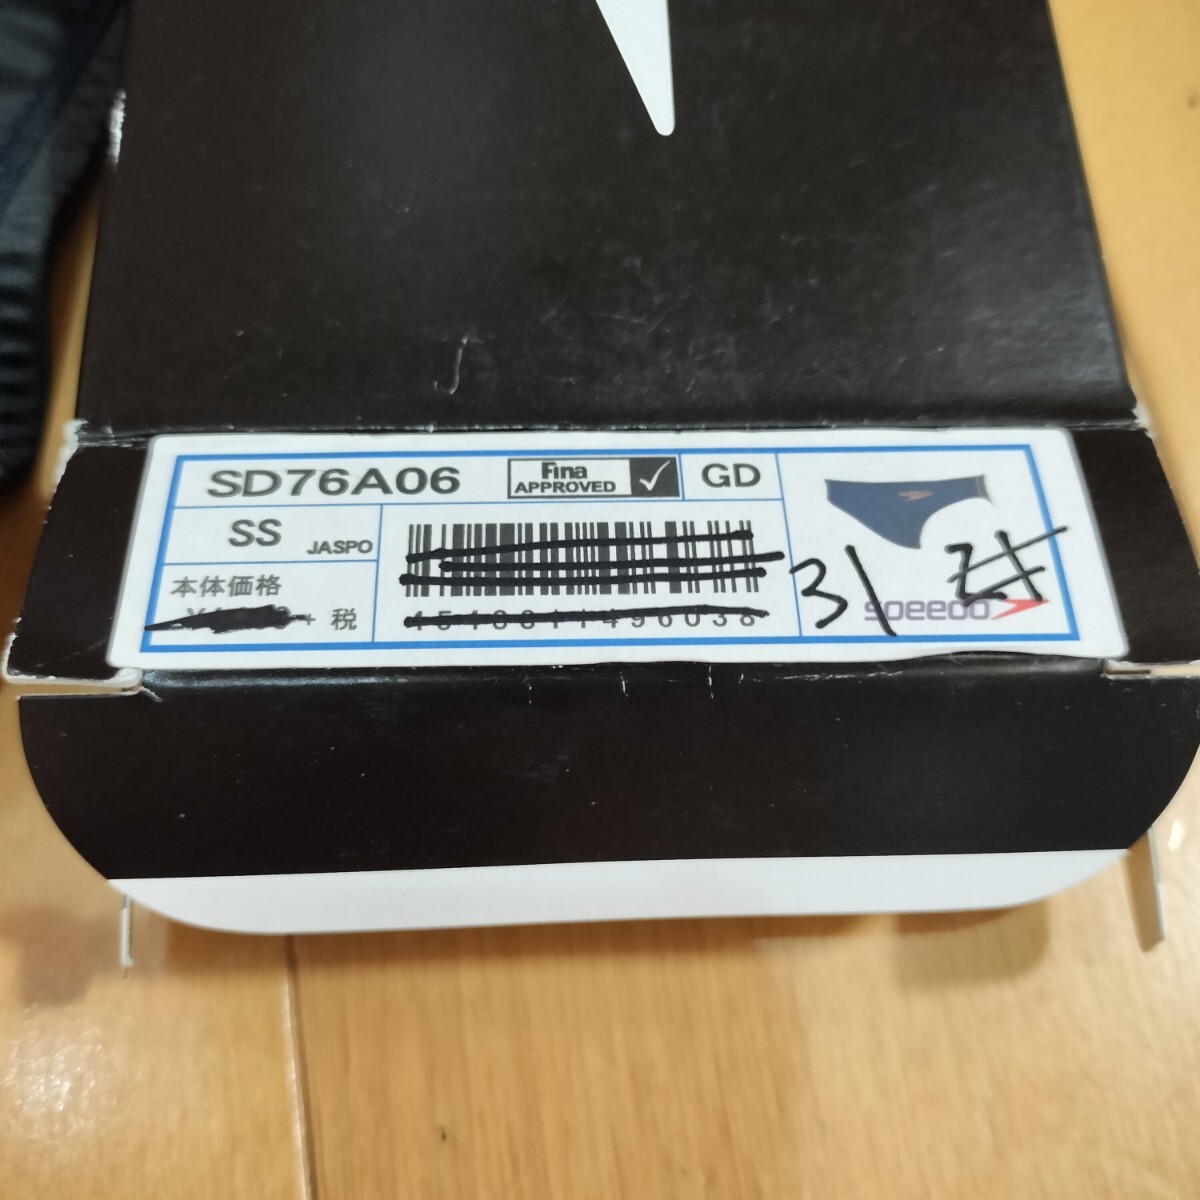 SD76A06
Fina
APPROVED
GD
SS
JASPO
本体価格
+ 税
31
speedo